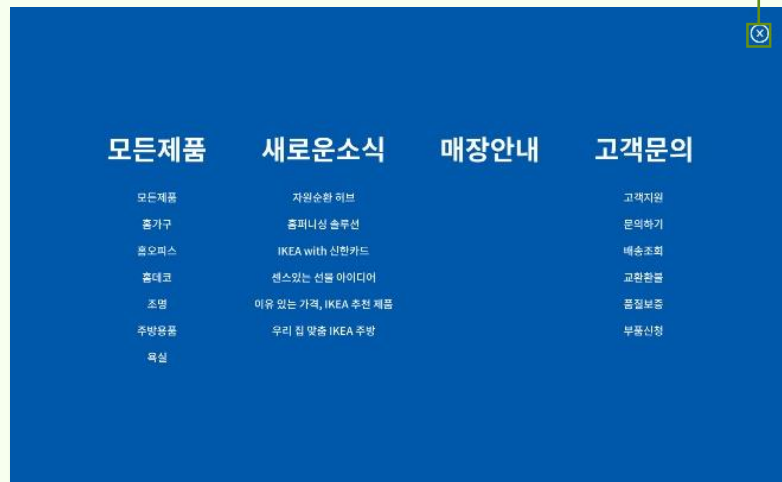 모든제품
모든제품
홈가구
홈오피스
홈데코
조명
주방용품
욕실
새로운소식
자원순환 허브
홈퍼니싱 솔루션
IKEA with 신한카드
센스있는 선물 아이디어
이유 있는 가격, IKEA 추천 제품
우리 집 맞춤 IKEA 주방
매장안내
고객문의
고객지원
문의하기
배송조회
교환환불
품질보증
부품신청